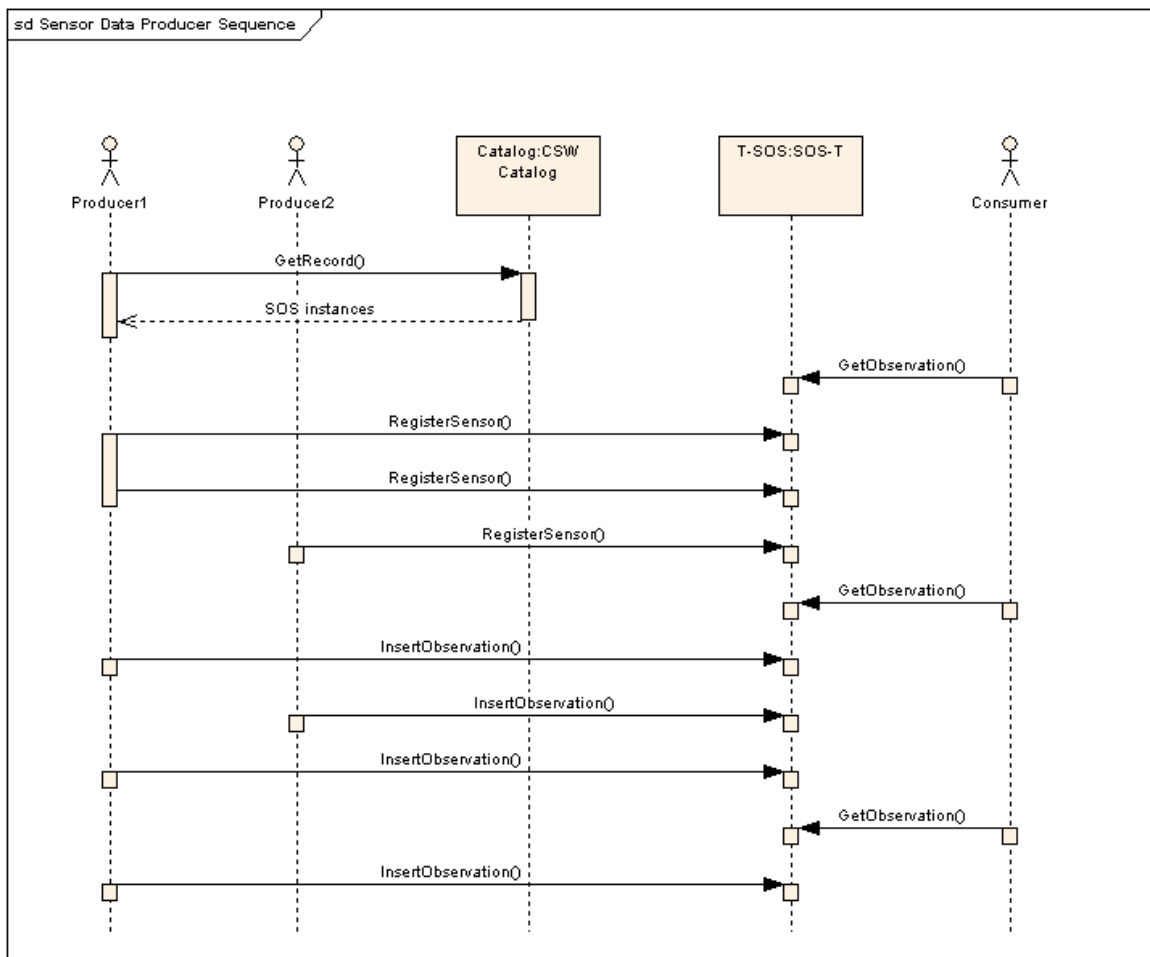 sd Sensor Data Producer Sequence
Catalog:CSW
Catalog
T-SOS:SOS-T
Producer1
Producer2
Consumer
GetRecord()
SOS instances
GetObservation()
RegisterSensor()
RegisterSensor()
RegisterSensor()
GetObservation()
InsertObservation()
InsertObservation()
InsertObservation()
GetObservation()
InsertObservation()